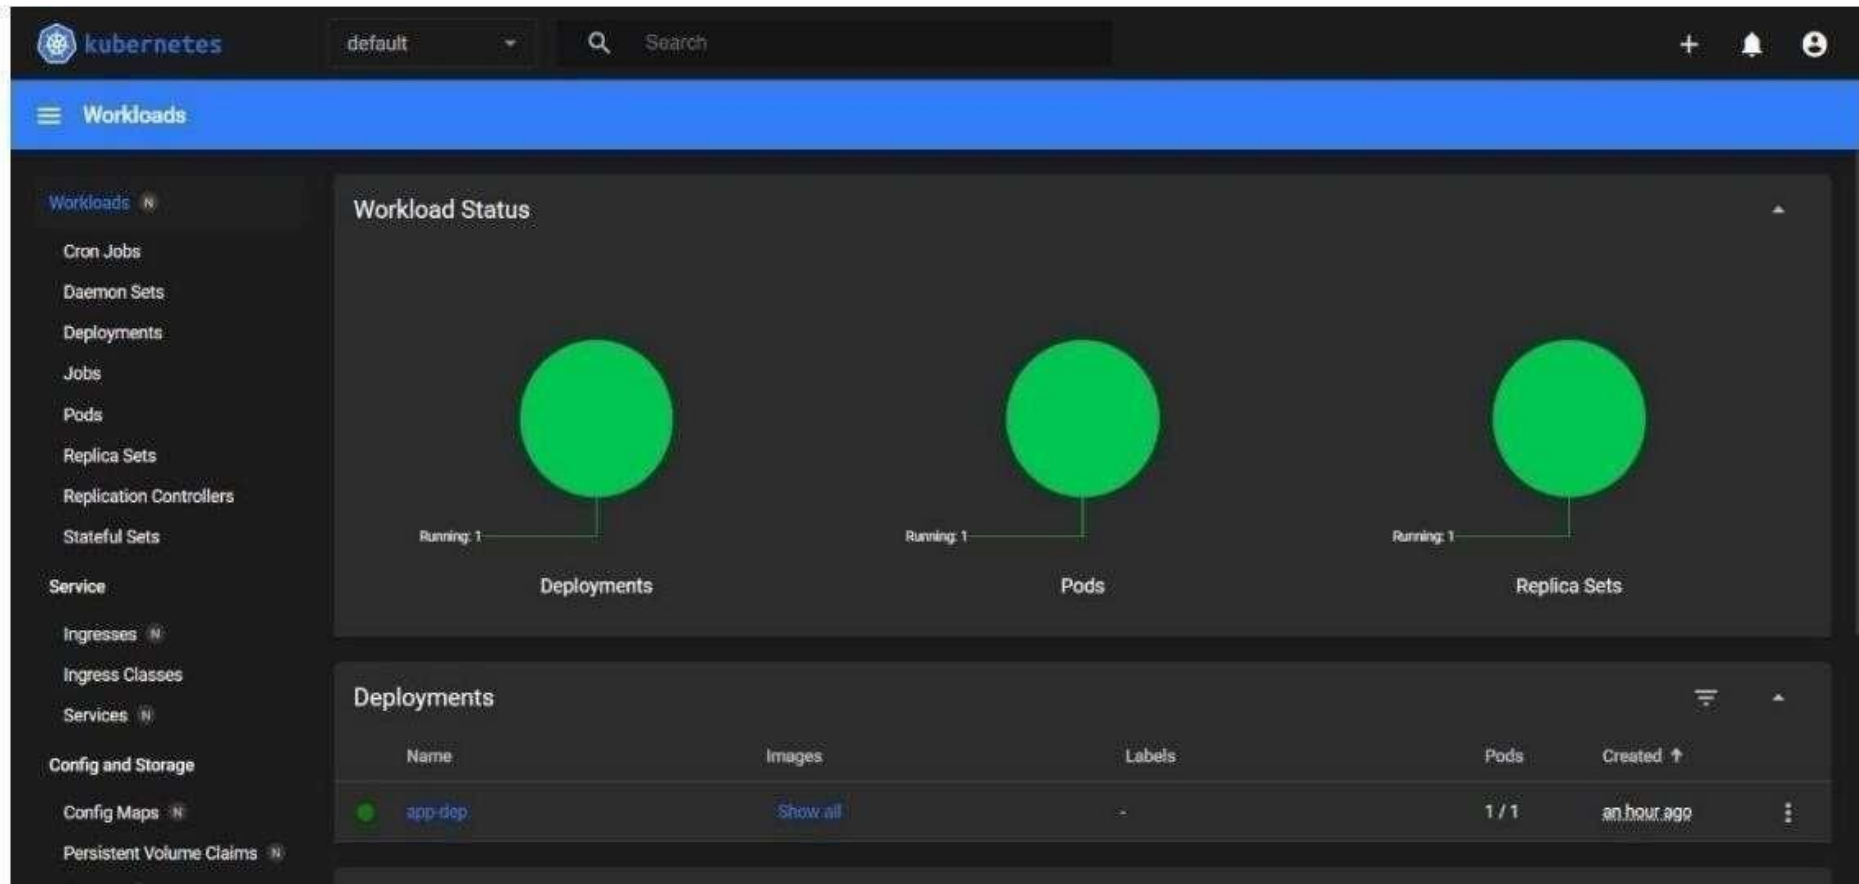 kubernetes
default
Search
Workloads
Workloads N
Cron Jobs
Daemon Sets
Deployments
Jobs
Pods
Replica Sets
Replication Controllers
Stateful Sets
Service
Ingresses N
Ingress Classes
Services N
Config and Storage
Config Maps N
Persistent Volume Claims N
Workload Status
Running: 1 Running: 1 Running: 1
Deployments Pods Replica Sets
Deployments
Name Images Labels Pods Created
app-dep Show all - 1 / 1 an hour ago